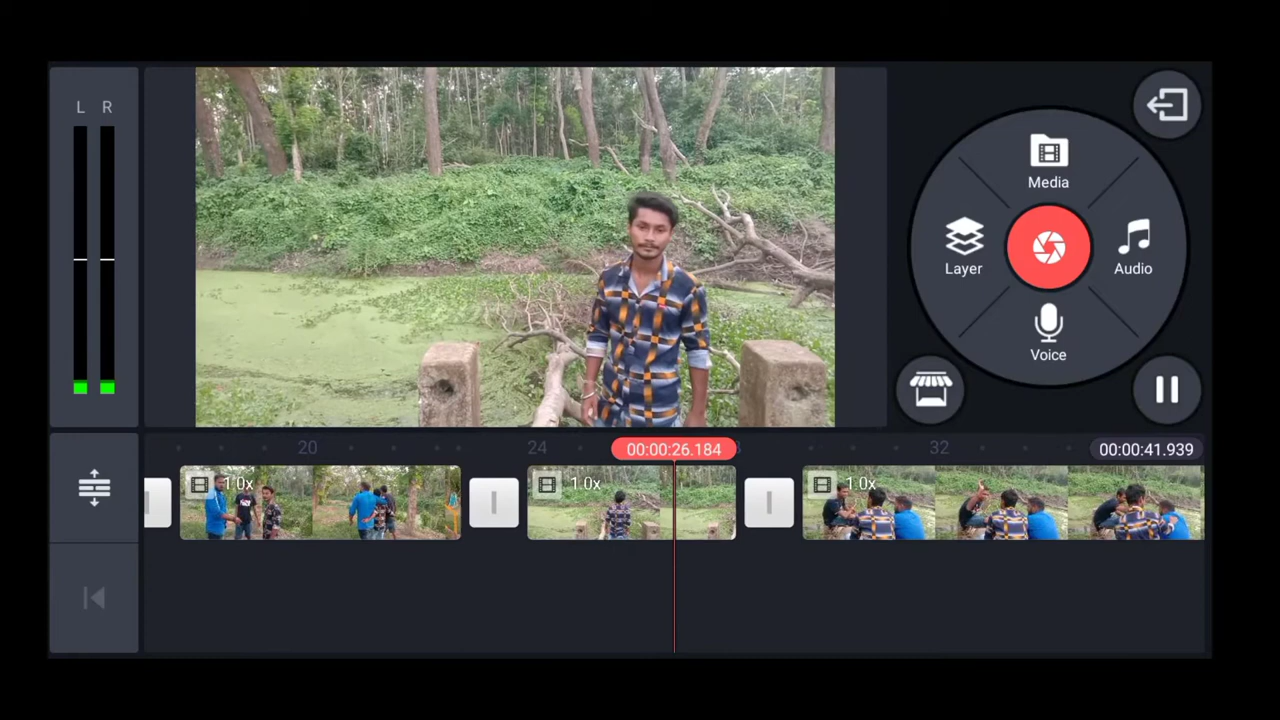 L R
Media
Layer
Audio
Voice
20
24
00:00:26.184
32
00:00:41.939
1.0x
1.0x
1.0x